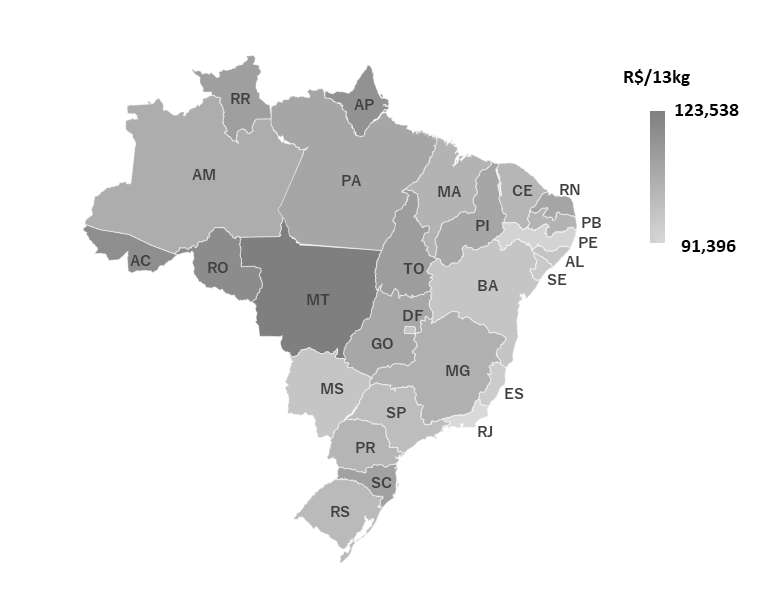 R$/13kg
123,538
91,396
RR
AP
AM
PA
MA
CE
RN
PI
PB
PE
AL
SE
AC
RO
TO
MT
BA
DF
GO
MG
MS
ES
SP
RJ
PR
SC
RS